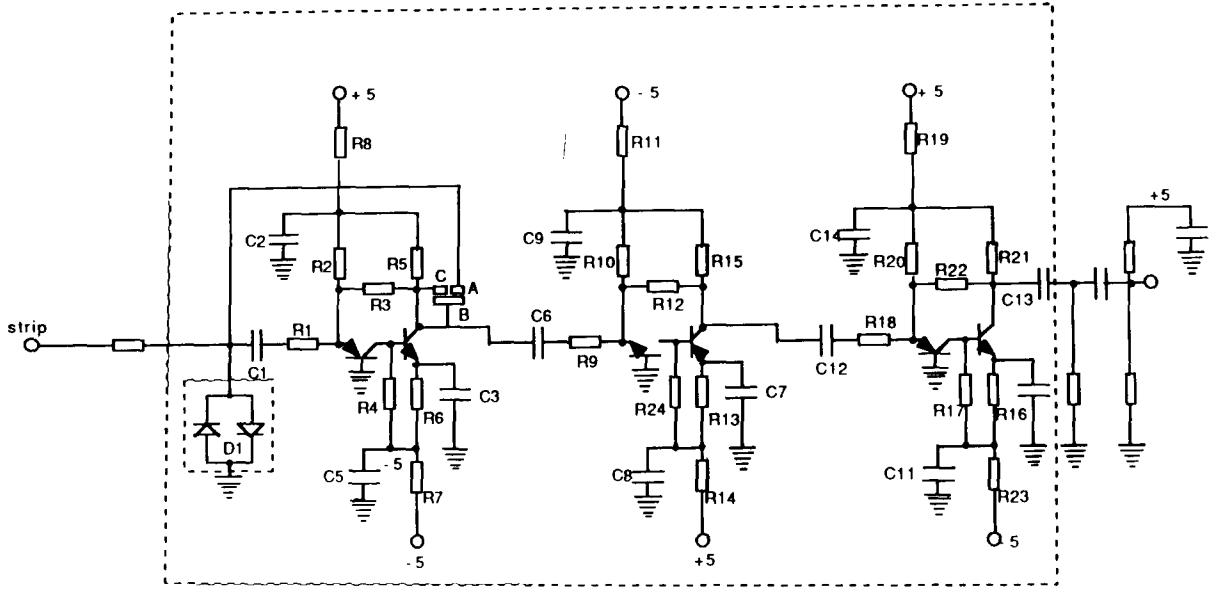 + 5
- 5
+ 5
R8
R11
R19
+5
C2
R2
R5
C9
R10
R15
C14
R20
R21
R3
C
A
B
R12
R22
C13
strip
R1
C1
C6
R9
C12
R18
R4
R6
C3
R24
R13
C7
R17
R16
D1
C5
- 5
R7
C8
R14
C11
R23
- 5
+5
- 5